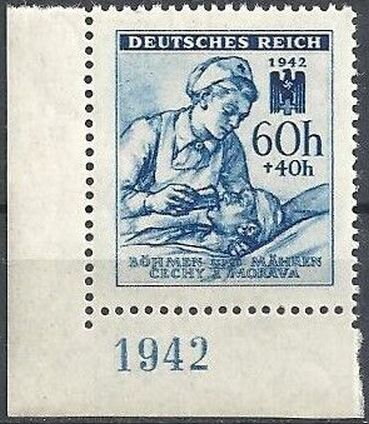 DEUTSCHES REICH
1942
60h
+40h
BÖHMEN UND MÄHREN
ČECHY A MORAVA
1942